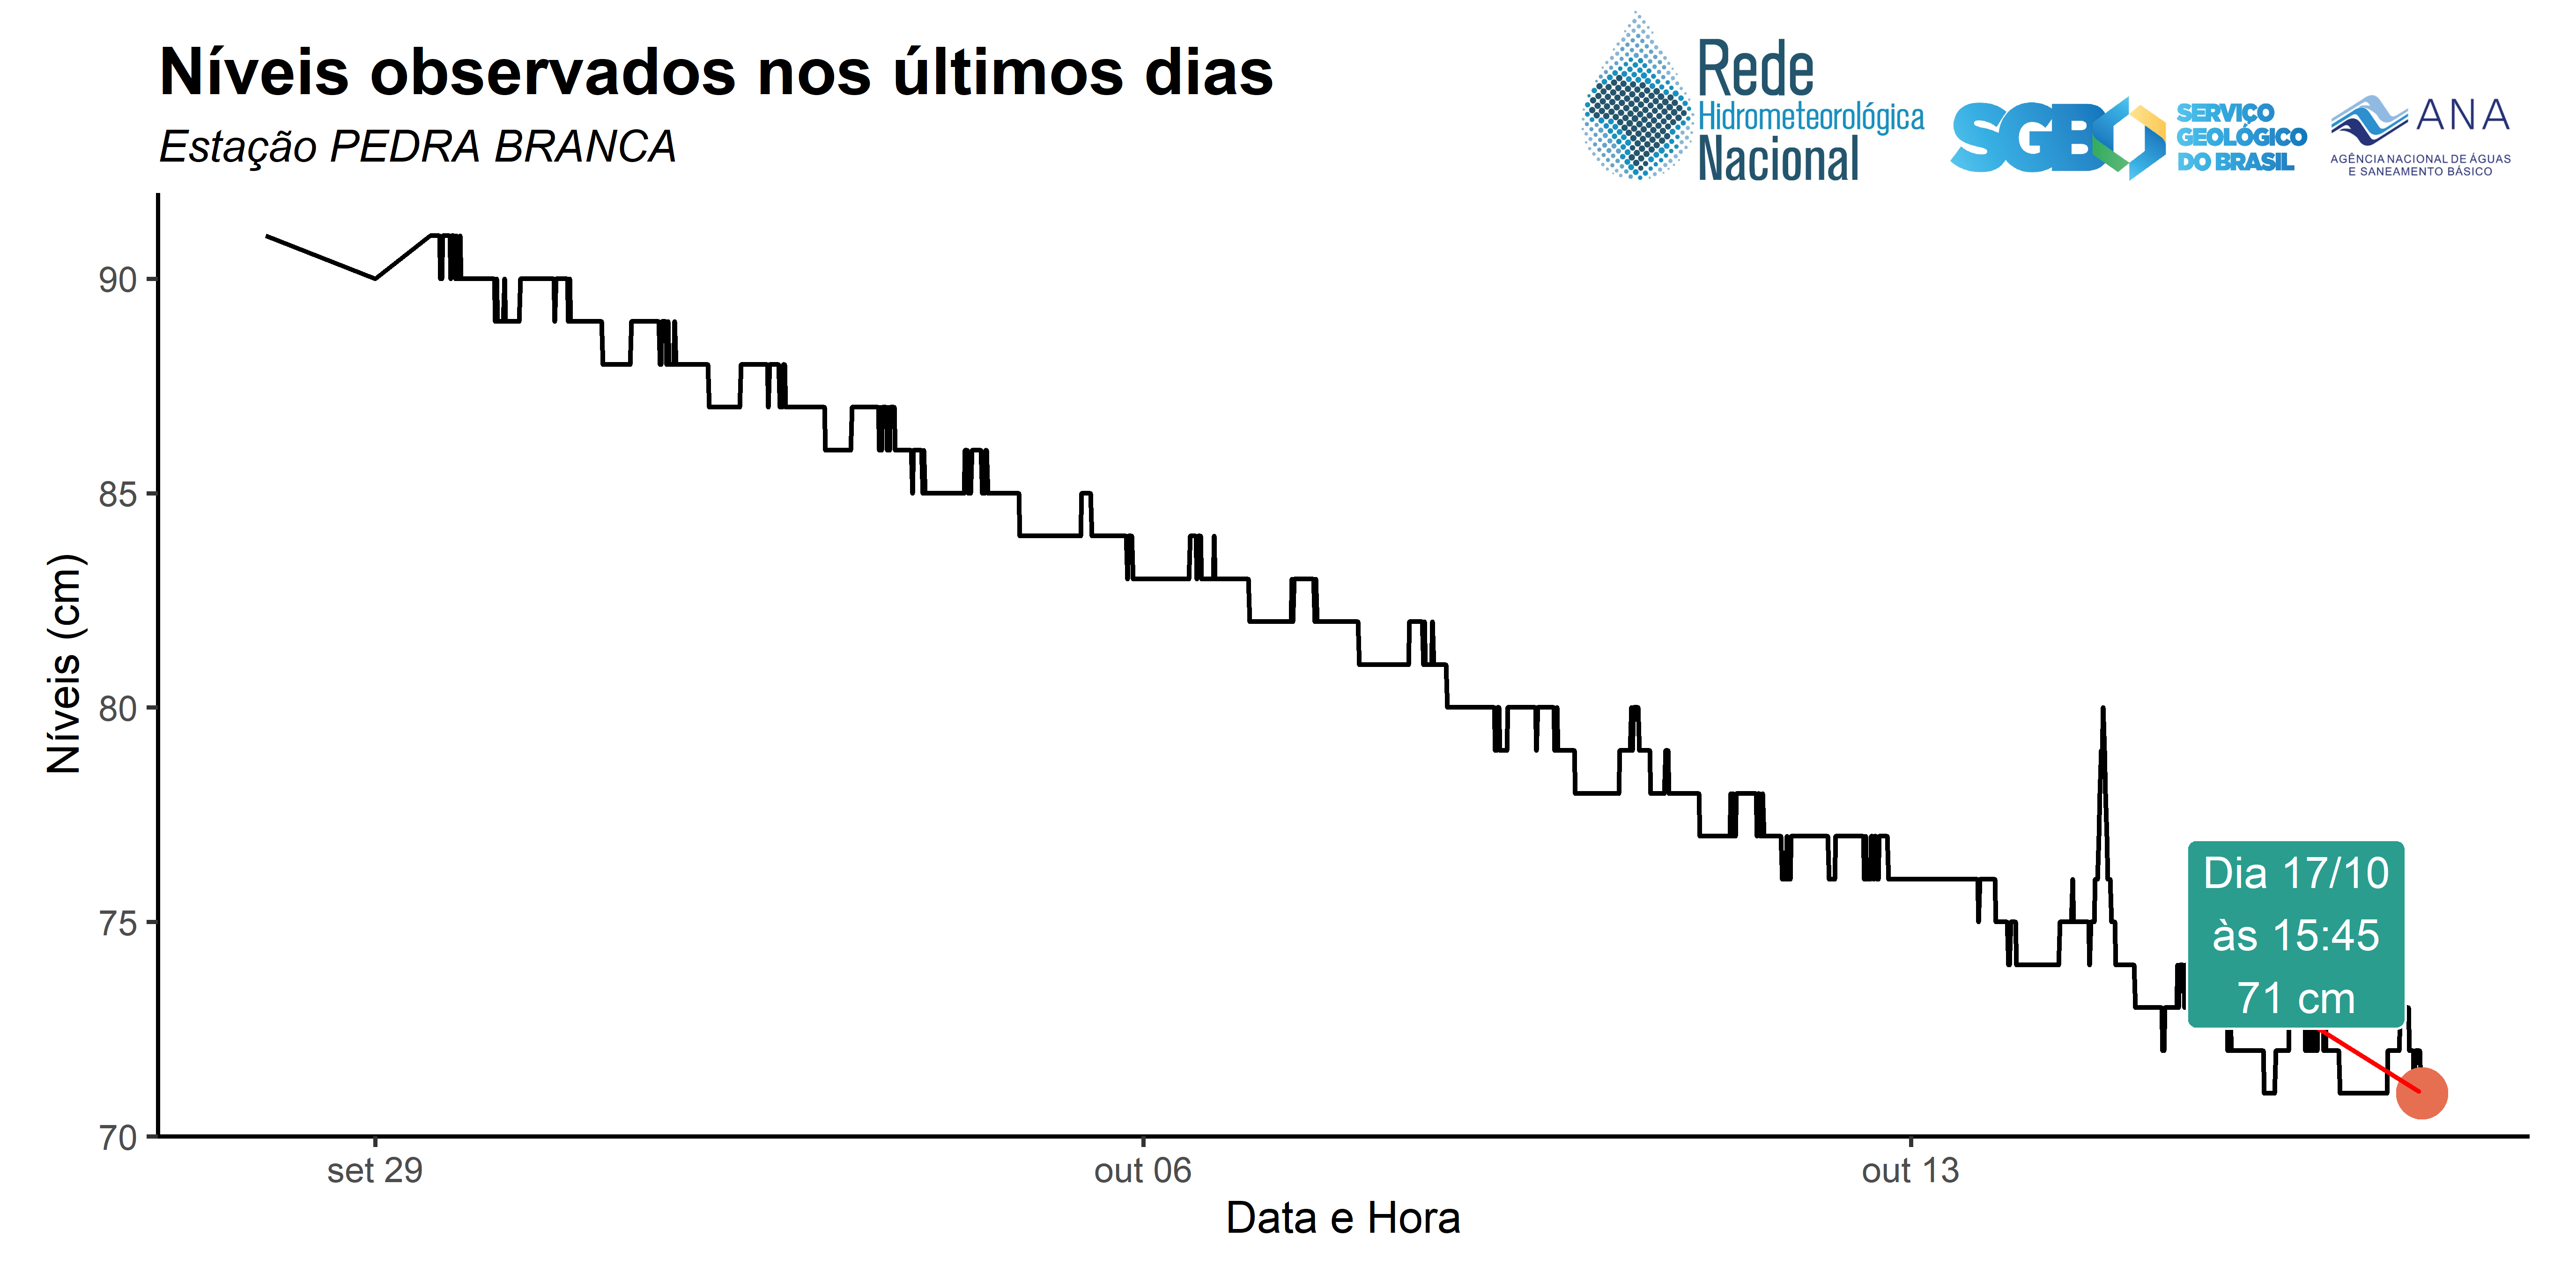 Níveis observados nos últimos dias
Estação PEDRA BRANCA
Rede
Hidrometeorológica
Nacional
SGB
SERVIÇO
GEOLÓGICO
DO BRASIL
ANA
AGÊNCIA NACIONAL DE ÁGUAS
E SANEAMENTO BÁSICO
Níveis (cm)
90
85
80
75
70
Dia 17/10
às 15:45
71 cm
set 29
out 06
out 13
Data e Hora